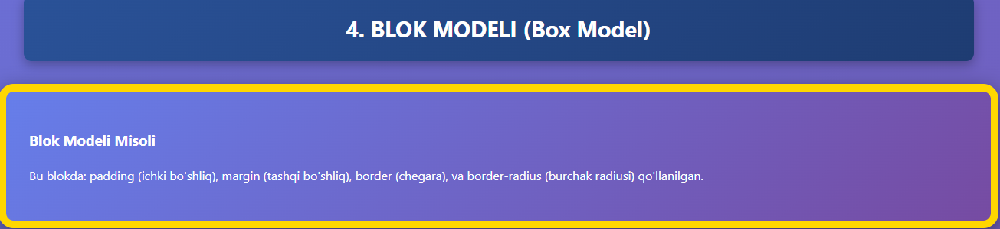 4. BLOK MODELI (Box Model)
Blok Modeli Misoli
Bu blokda: padding (ichki bo'shliq), margin (tashqi bo'shliq), border (chegara), va border-radius (burchak radiusi) qo'llanilgan.